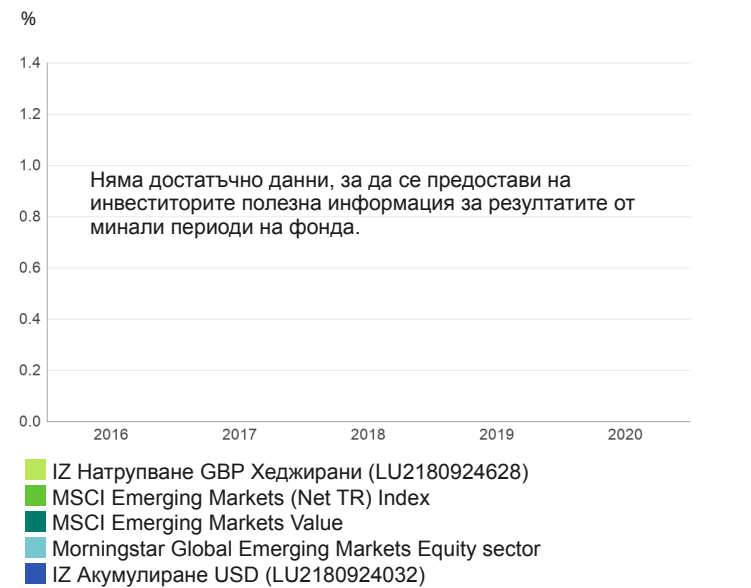 %
1.4
1.2
1.0
Няма достатъчно данни, за да се предостави на
инвеститорите полезна информация за резултатите от
0.8
минали периоди на фонда.
0.6
0.4
0.2
0.0
2016 2017 2018 2019 2020
IZ Натрупване GBP Хеджирани (LU2180924628)
MSCI Emerging Markets (Net TR) Index
MSCI Emerging Markets Value
Morningstar Global Emerging Markets Equity sector
IZ Акумулиране USD (LU2180924032)